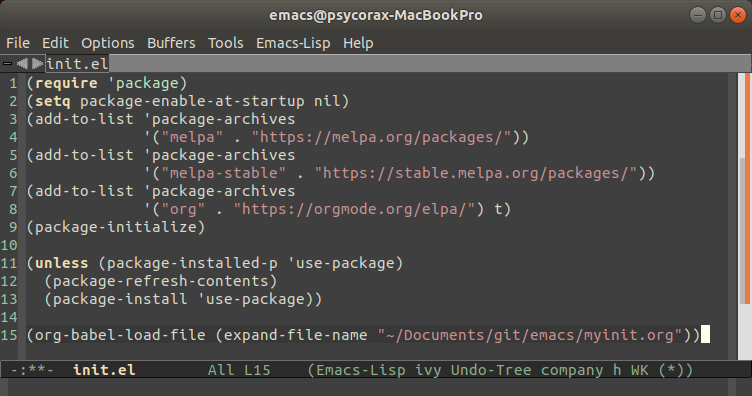 emacs@psycorax-MacBookPro
File Edit Options Buffers Tools Emacs-Lisp Help
init.el
1 (require 'package)
2 (setq package-enable-at-startup nil)
3 (add-to-list 'package-archives
4              '("melpa" . "https://melpa.org/packages/"))
5 (add-to-list 'package-archives
6              '("melpa-stable" . "https://stable.melpa.org/packages/"))
7 (add-to-list 'package-archives
8              '("org" . "https://orgmode.org/elpa/") t)
9 (package-initialize)
10
11 (unless (package-installed-p 'use-package)
12   (package-refresh-contents)
13   (package-install 'use-package))
14
15 (org-babel-load-file (expand-file-name "~/Documents/git/emacs/myinit.org"))
-:**-  init.el        All L15    (Emacs-Lisp ivy Undo-Tree company h WK (*))